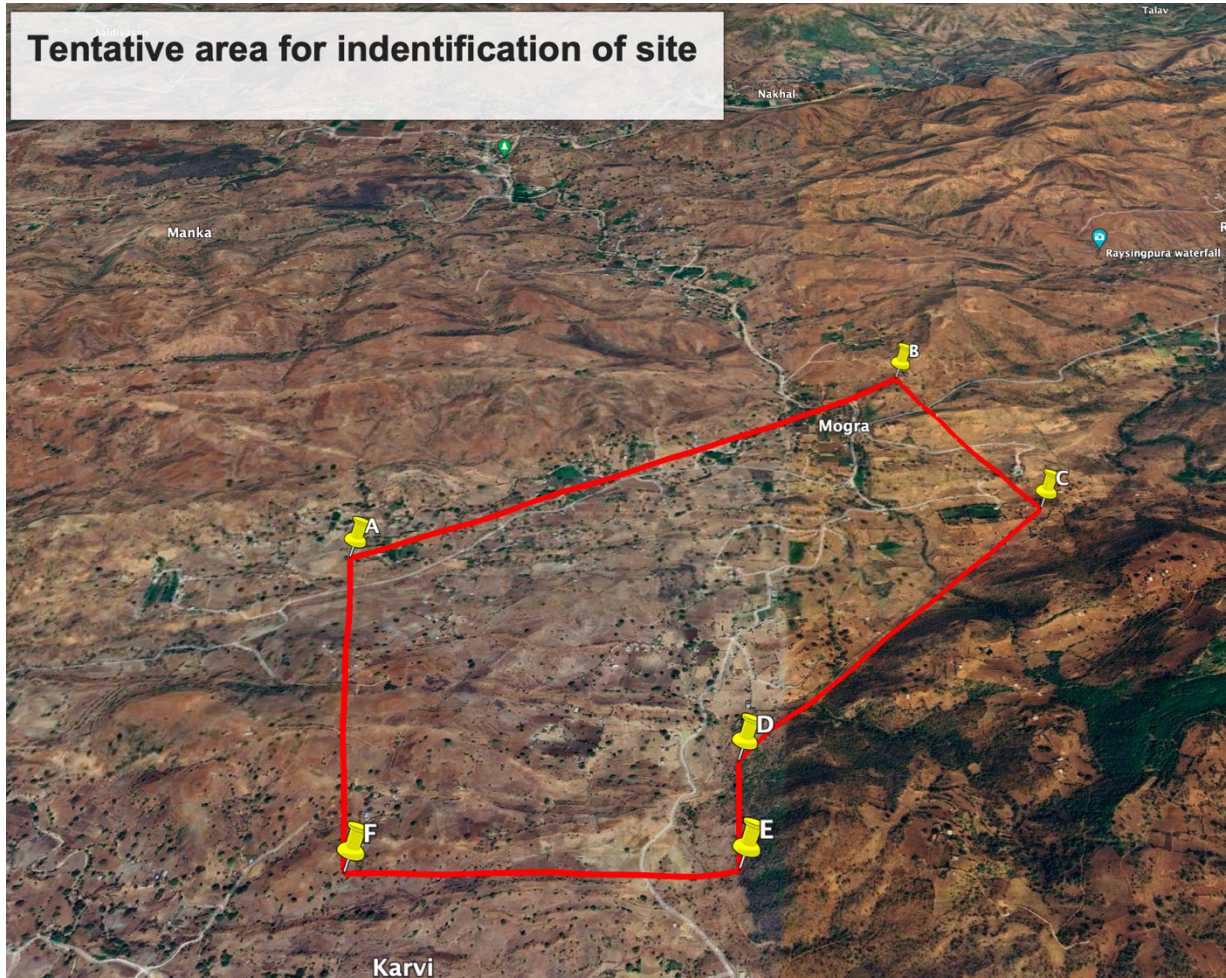 Tentative area for indentification of site
Talav
Nakhal
Manka
Raysingpura waterfall
R
B
Mogra
C
A
D
E
F
Karvi